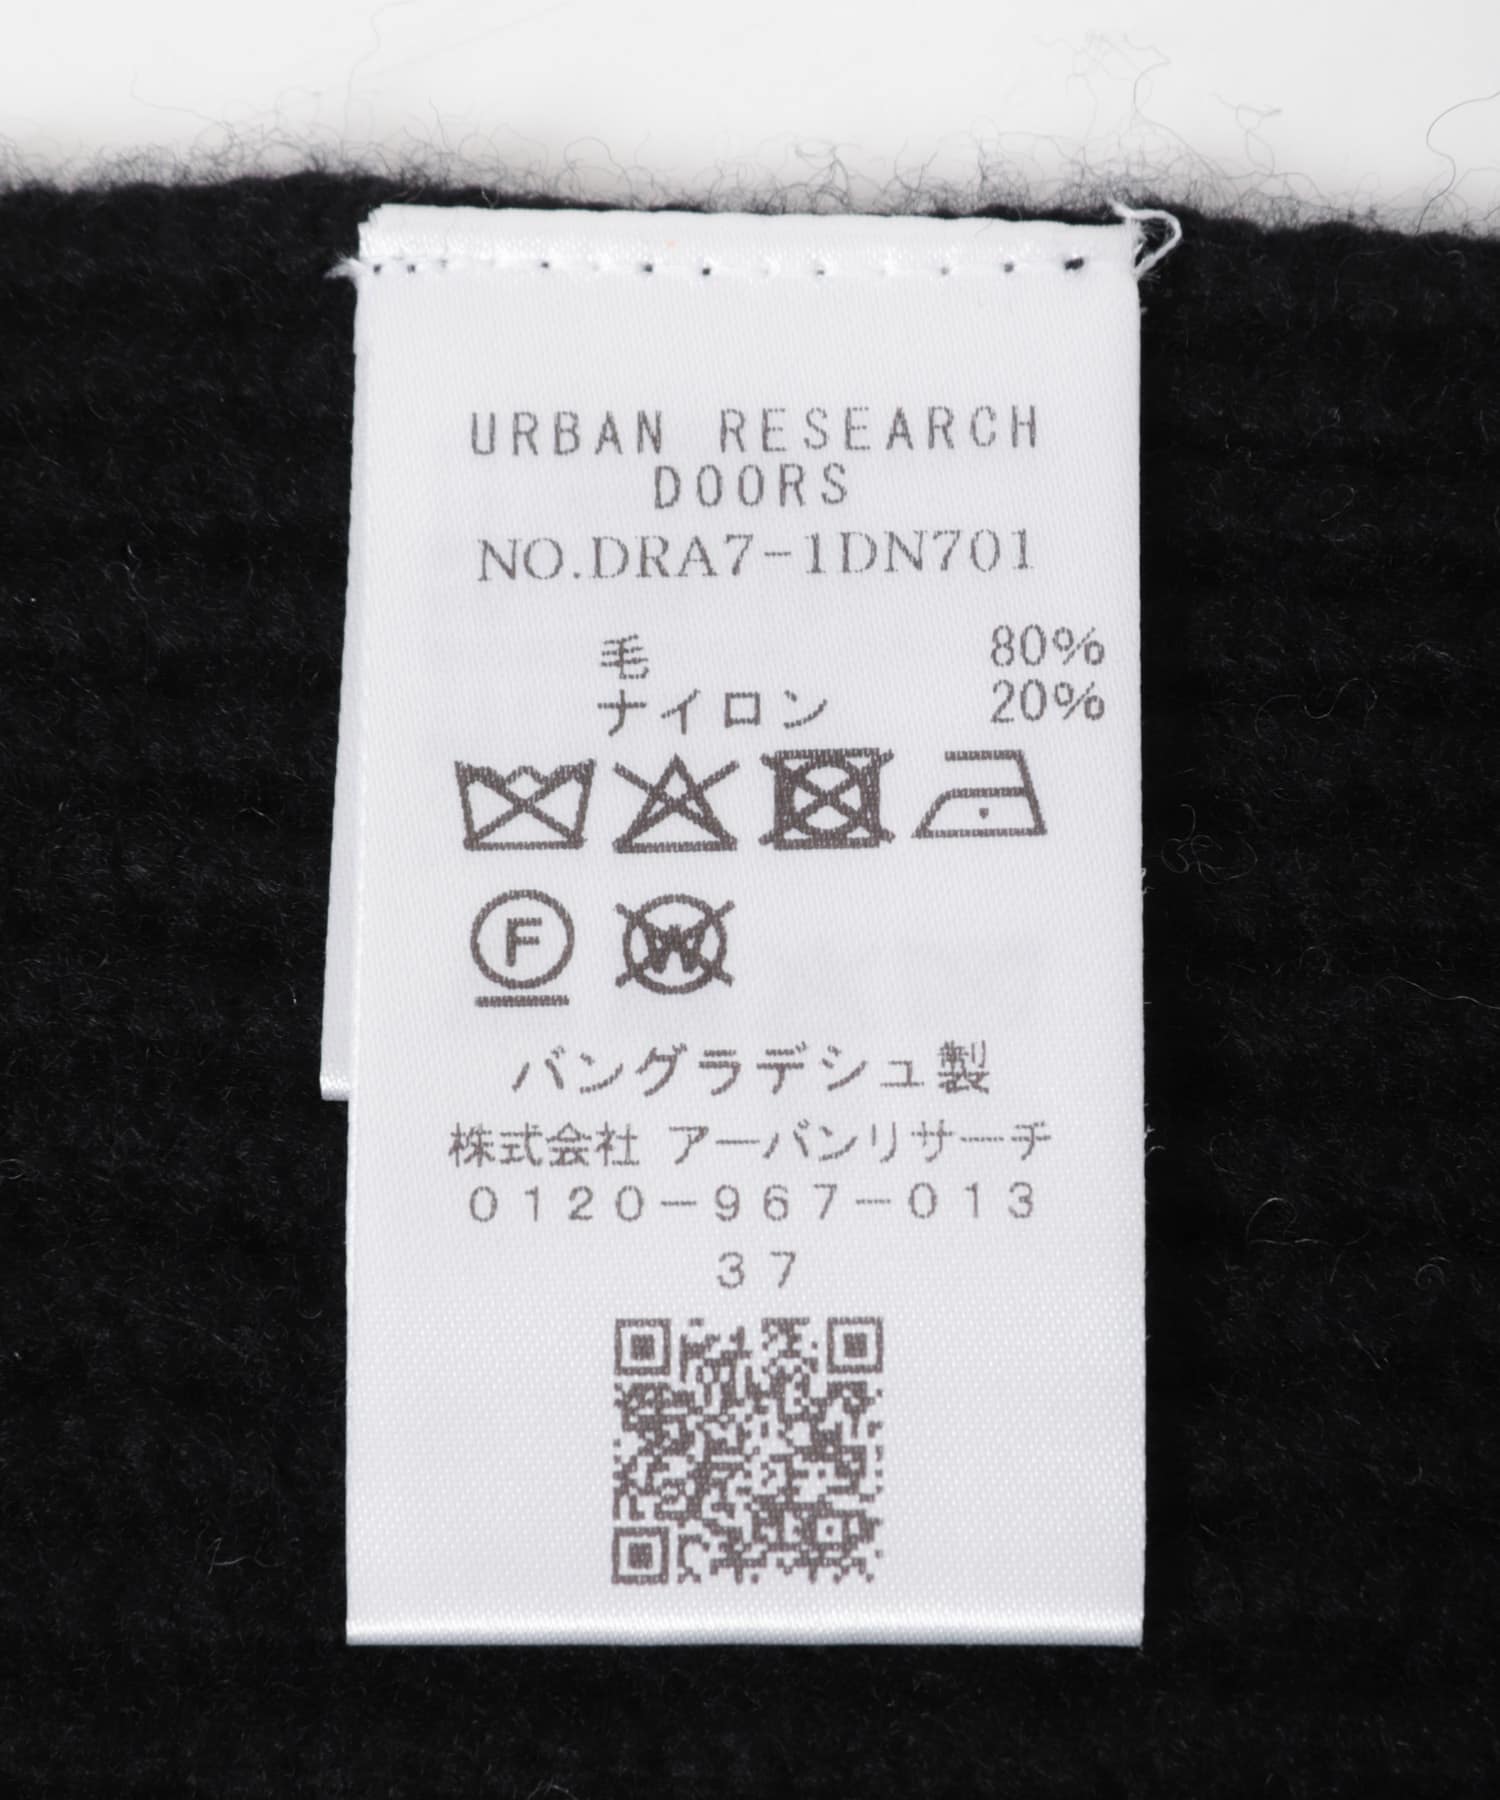 URBAN RESEARCH
DOORS
NO.DRA7-1DN701
毛 80%
ナイロン 20%
F W
バングラデシュ製
株式会社 アーバンリサーチ
0120-967-013
37